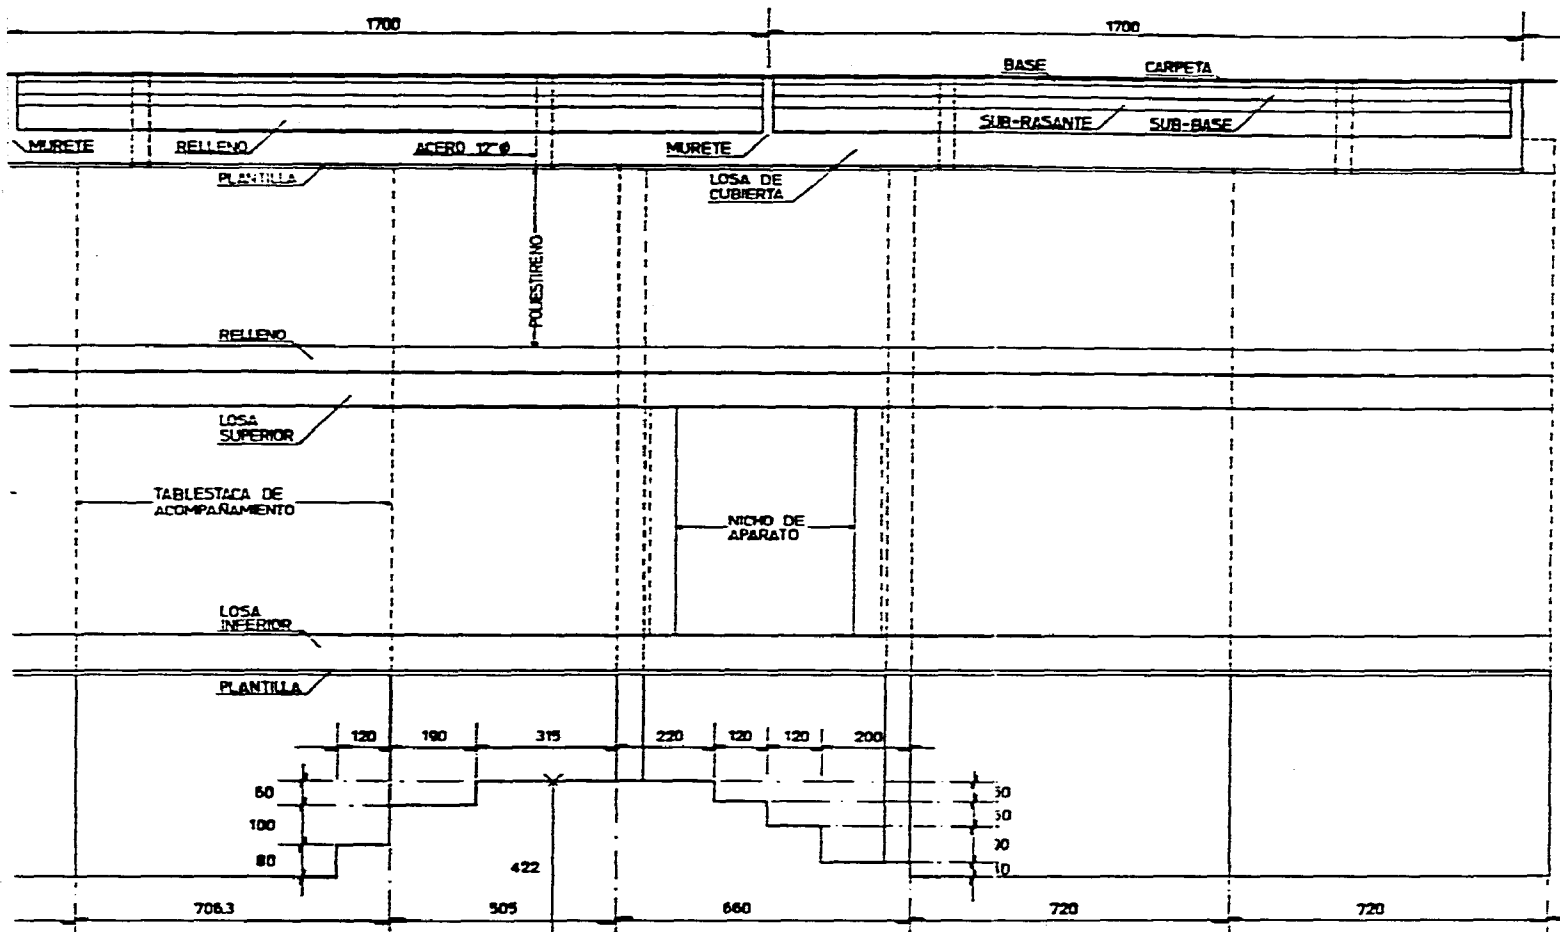 1700
1700
BASE
CARPETA
SUB-RASANTE
SUB-BASE
MURETE
RELLENO
ACERO 12"Ø
MURETE
PLANTILLA
LOSA DE
CUBIERTA
POLIESTIRENO
RELLENO
LOSA
SUPERIOR
TABLESTACA DE
ACOMPAÑAMIENTO
NICHO DE
APARATO
LOSA
INFERIOR
PLANTILLA
120
190
315
220
120
120
200
60
100
80
422
706.3
505
660
720
720